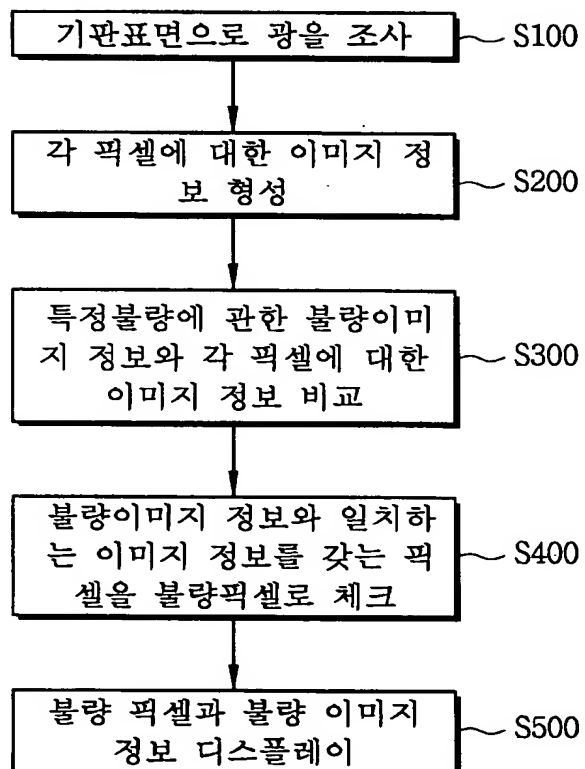 기판표면으로 광을 조사
S100
각 픽셀에 대한 이미지 정
보 형성
S200
특정불량에 관한 불량이미
지 정보와 각 픽셀에 대한
이미지 정보 비교
S300
불량이미지 정보와 일치하
는 이미지 정보를 갖는 픽
셀을 불량픽셀로 체크
S400
불량 픽셀과 불량 이미지
정보 디스플레이
S500